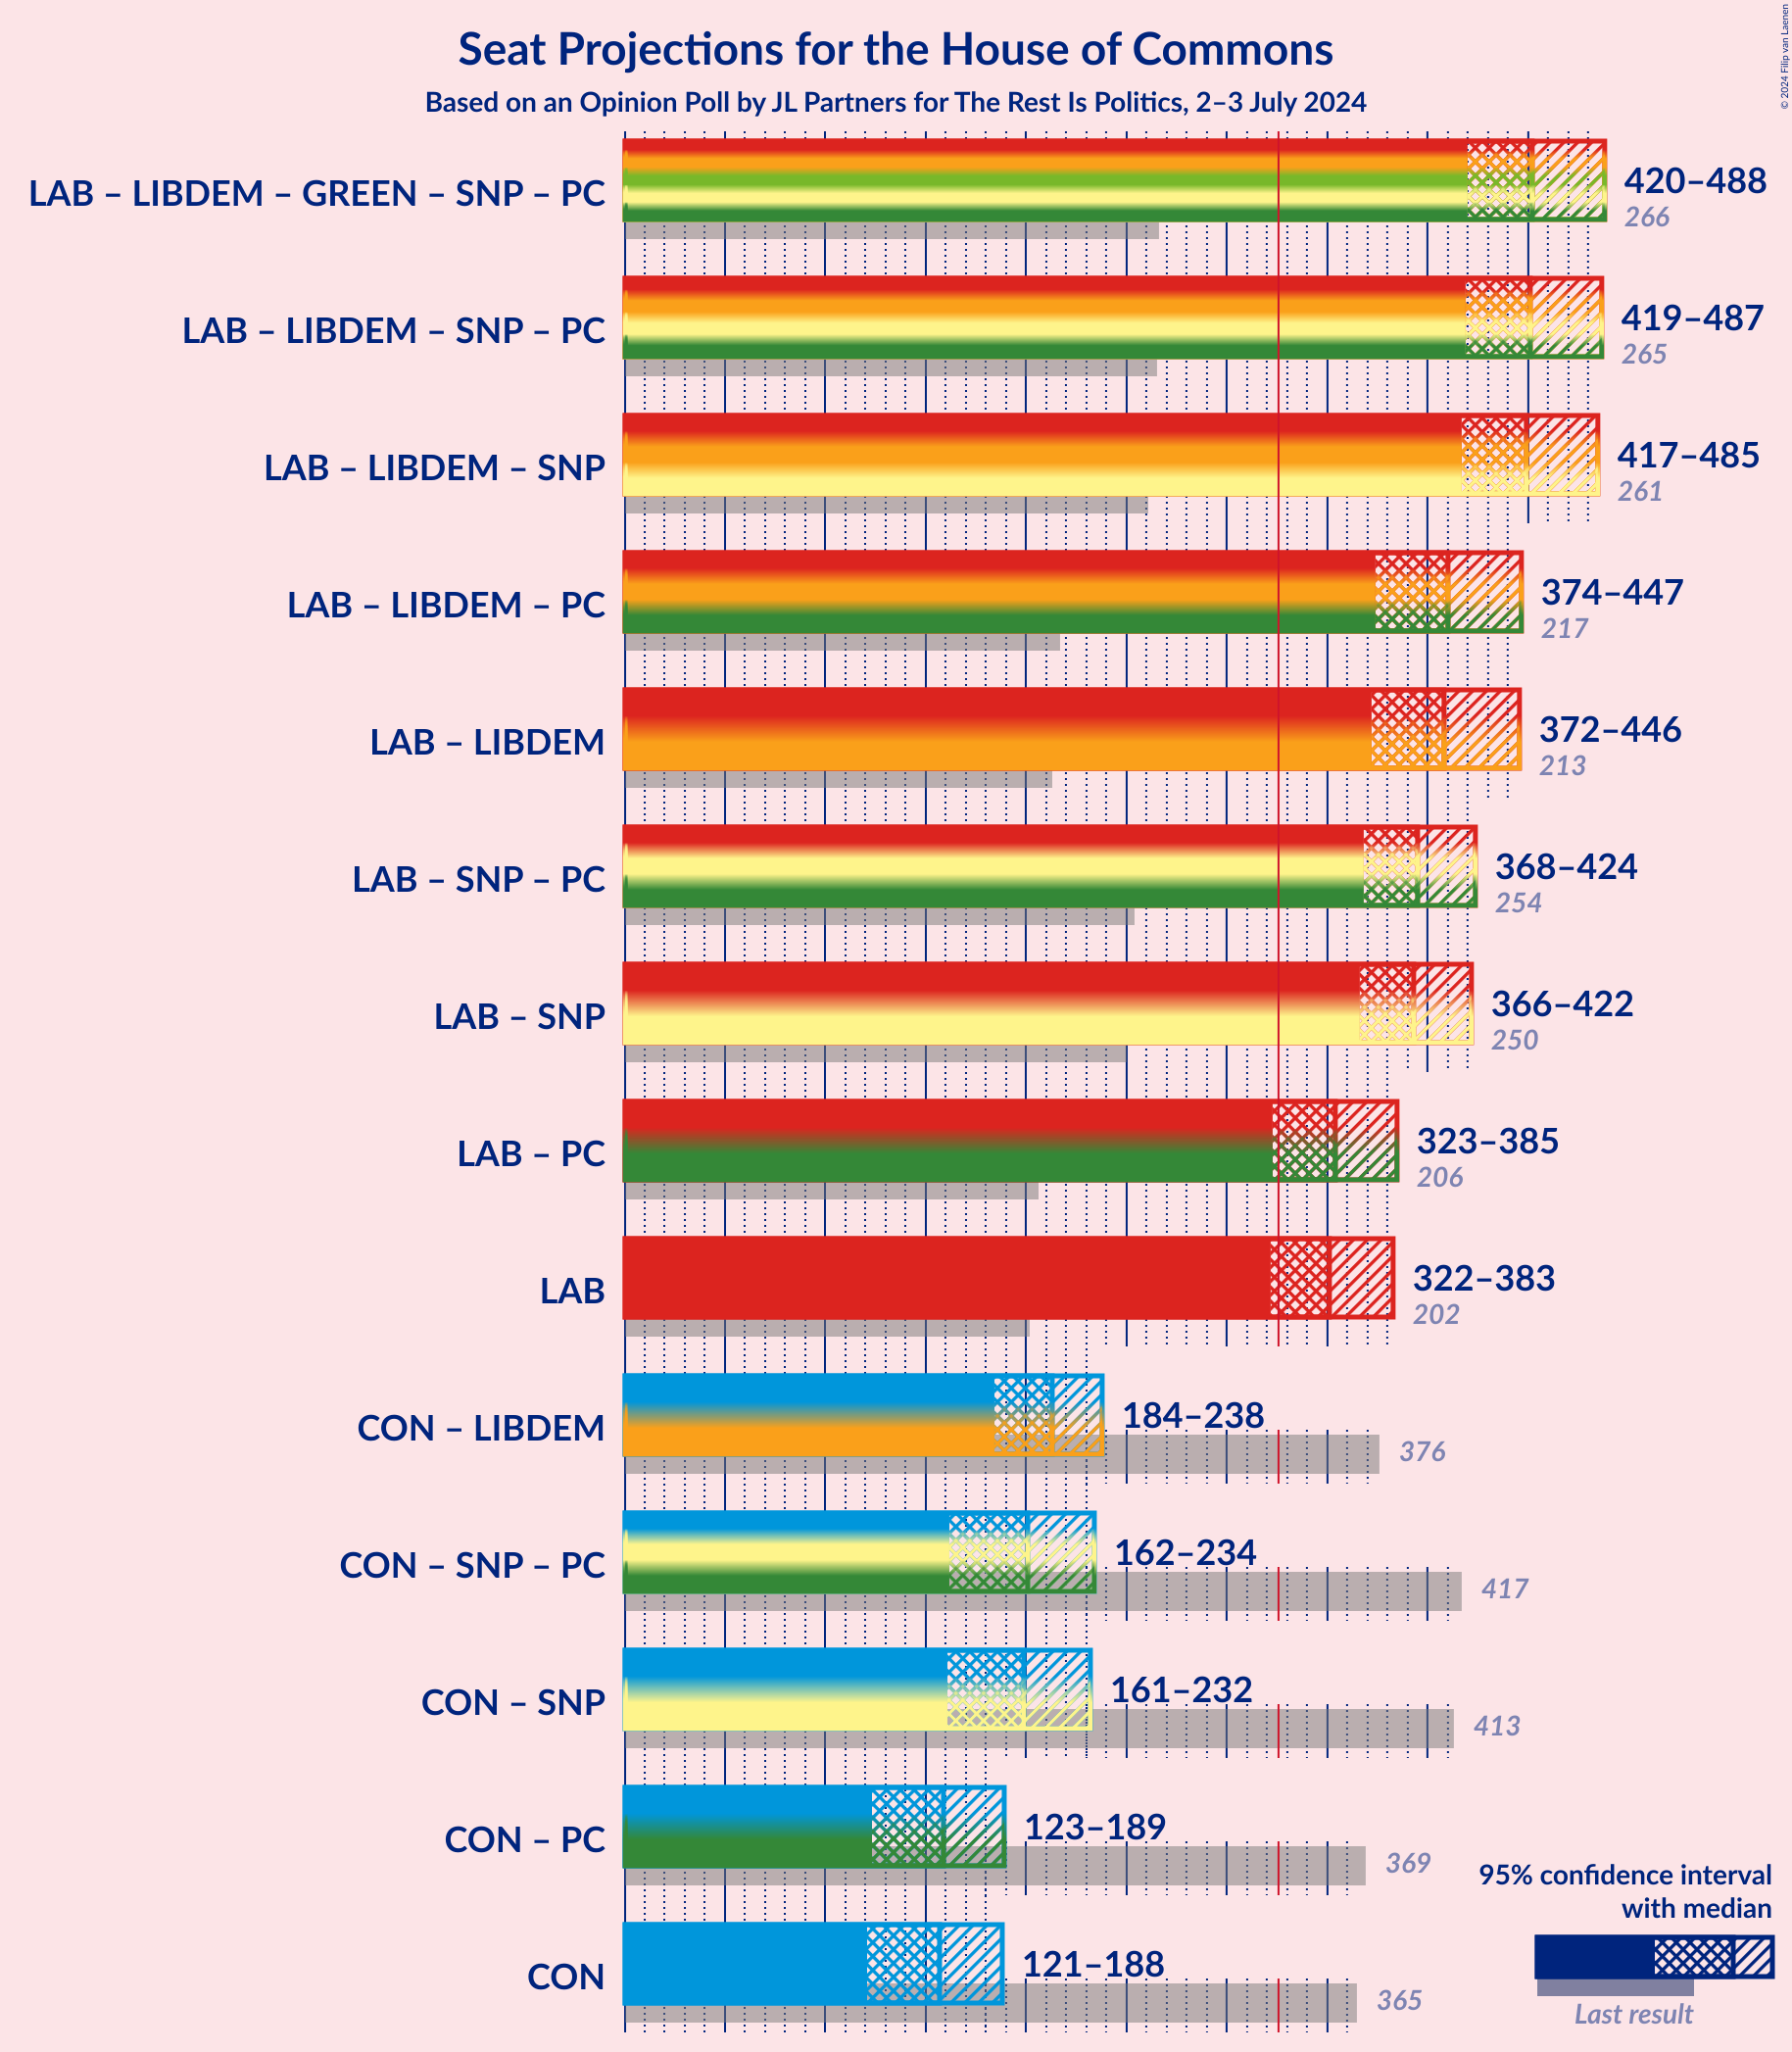 © 2024 Filip van Laenen
Seat Projections for the House of Commons
Based on an Opinion Poll by JL Partners for The Rest Is Politics, 2–3 July 2024
LAB – LIBDEM – GREEN – SNP – PC
420–488
266
LAB – LIBDEM – SNP – PC
419–487
265
LAB – LIBDEM – SNP
417–485
261
LAB – LIBDEM – PC
374–447
217
LAB – LIBDEM
372–446
213
LAB – SNP – PC
368–424
254
LAB – SNP
366–422
250
LAB – PC
323–385
206
LAB
322–383
202
CON – LIBDEM
184–238
376
CON – SNP – PC
162–234
417
CON – SNP
161–232
413
CON – PC
123–189
369
CON
121–188
365
95% confidence interval
with median
Last result